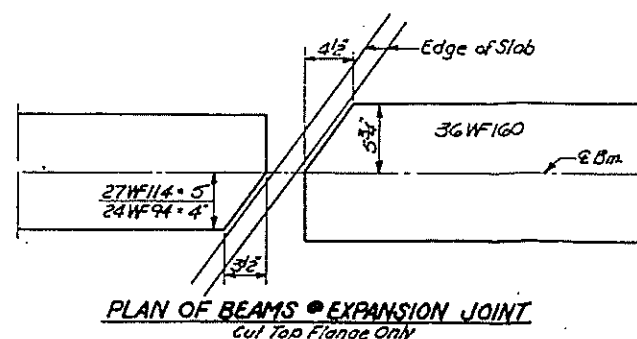 4½"
Edge of Slab
5¾"
36WF160
℄ Bm.
27WF114 = 5"
24WF94 = 4"
3½"
PLAN OF BEAMS @ EXPANSION JOINT
Cut Top Flange Only